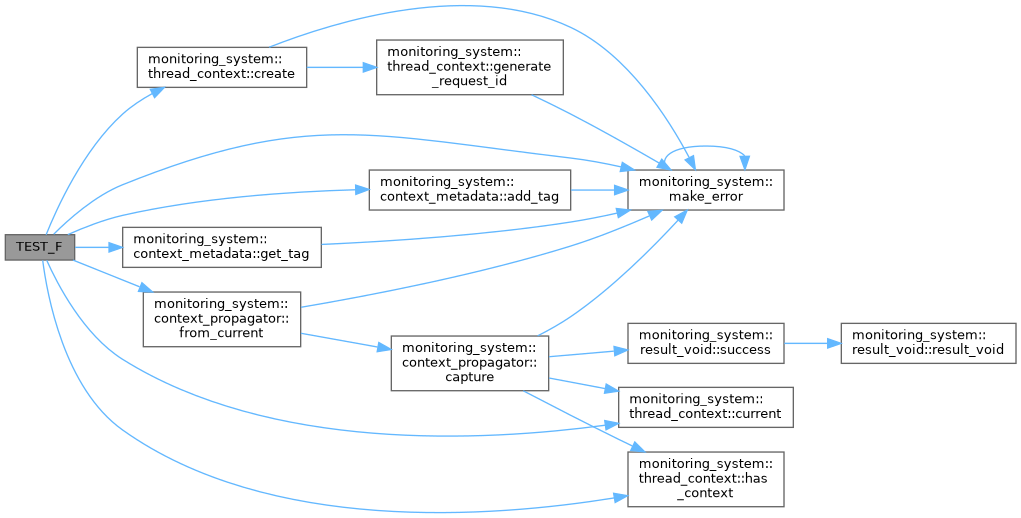 TEST_F
monitoring_system::
thread_context::create
monitoring_system::
thread_context::generate
_request_id
monitoring_system::
make_error
monitoring_system::
context_metadata::add_tag
monitoring_system::
context_metadata::get_tag
monitoring_system::
context_propagator::
from_current
monitoring_system::
context_propagator::
capture
monitoring_system::
result_void::success
monitoring_system::
result_void::result_void
monitoring_system::
thread_context::current
monitoring_system::
thread_context::has
_context